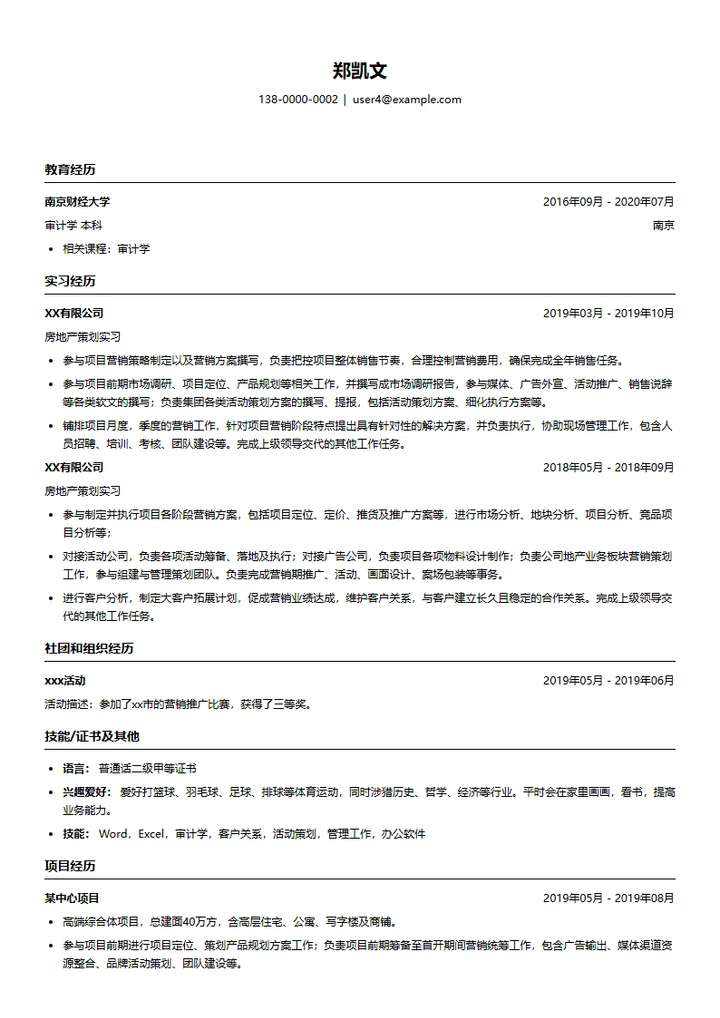 郑凯文
138-0000-0002 | user4@example.com
教育经历
南京财经大学 2016年09月 - 2020年07月
审计学 本科 南京
• 相关课程：审计学
实习经历
XX有限公司 2019年03月 - 2019年10月
房地产策划实习
• 参与项目营销策略制定以及营销方案撰写，负责把控项目整体销售节奏，合理控制营销费用，确保完成全年销售任务。
• 参与项目前期市场调研、项目定位、产品规划等相关工作，并撰写成市场调研报告，参与媒体、广告外宣、活动推广、销售说辞
等各类软文的撰写；负责集团各类活动策划方案的撰写、提报，包括活动策划方案、细化执行方案等。
• 铺排项目月度，季度的营销工作，针对项目营销阶段特点提出具有针对性的解决方案，并负责执行，协助现场管理工作，包含人
员招聘、培训、考核、团队建设等。完成上级领导交代的其他工作任务。
XX有限公司 2018年05月 - 2018年09月
房地产策划实习
• 参与制定并执行项目各阶段营销方案，包括项目定位、定价、推货及推广方案等，进行市场分析、地块分析、项目分析、竞品项
目分析等；
• 对接活动公司，负责各项活动筹备、落地及执行；对接广告公司，负责项目各项物料设计制作；负责公司地产业务板块营销策划
工作，参与组建与管理策划团队。负责完成营销期推广、活动、画面设计、案场包装等事务。
• 进行客户分析，制定大客户拓展计划，促成营销业绩达成，维护客户关系，与客户建立长久且稳定的合作关系。完成上级领导交
代的其他工作任务。
社团和组织经历
xxx活动 2019年05月 - 2019年06月
活动描述：参加了xx市的营销推广比赛，获得了三等奖。
技能/证书及其他
• 语言： 普通话二级甲等证书
• 兴趣爱好： 爱好打篮球、羽毛球、足球、排球等体育运动，同时涉猎历史、哲学、经济等行业。平时会在家里画画，看书，提高
业务能力。
• 技能： Word，Excel，审计学，客户关系，活动策划，管理工作，办公软件
项目经历
某中心项目 2019年05月 - 2019年08月
• 高端综合体项目，总建面40万方，含高层住宅、公寓、写字楼及商铺。
• 参与项目前期进行项目定位、策划产品规划方案工作；负责项目前期筹备至首开期间营销统筹工作，包含广告输出、媒体渠道资
源整合、品牌活动策划、团队建设等。